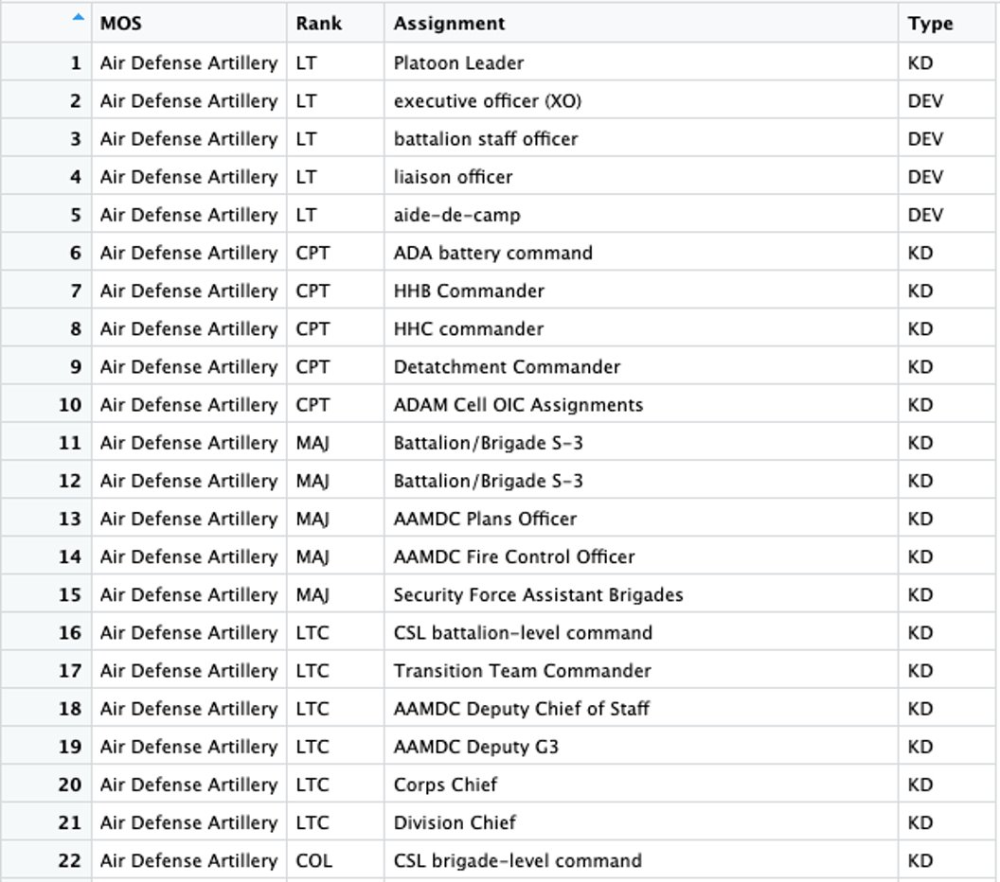 MOS Rank Assignment Type
1 Air Defense Artillery LT Platoon Leader KD
2 Air Defense Artillery LT executive officer (XO) DEV
3 Air Defense Artillery LT battalion staff officer DEV
4 Air Defense Artillery LT liaison officer DEV
5 Air Defense Artillery LT aide-de-camp DEV
6 Air Defense Artillery CPT ADA battery command KD
7 Air Defense Artillery CPT HHB Commander KD
8 Air Defense Artillery CPT HHC commander KD
9 Air Defense Artillery CPT Detatchment Commander KD
10 Air Defense Artillery CPT ADAM Cell OIC Assignments KD
11 Air Defense Artillery MAJ Battalion/Brigade S-3 KD
12 Air Defense Artillery MAJ Battalion/Brigade S-3 KD
13 Air Defense Artillery MAJ AAMDC Plans Officer KD
14 Air Defense Artillery MAJ AAMDC Fire Control Officer KD
15 Air Defense Artillery MAJ Security Force Assistant Brigades KD
16 Air Defense Artillery LTC CSL battalion-level command KD
17 Air Defense Artillery LTC Transition Team Commander KD
18 Air Defense Artillery LTC AAMDC Deputy Chief of Staff KD
19 Air Defense Artillery LTC AAMDC Deputy G3 KD
20 Air Defense Artillery LTC Corps Chief KD
21 Air Defense Artillery LTC Division Chief KD
22 Air Defense Artillery COL CSL brigade-level command KD